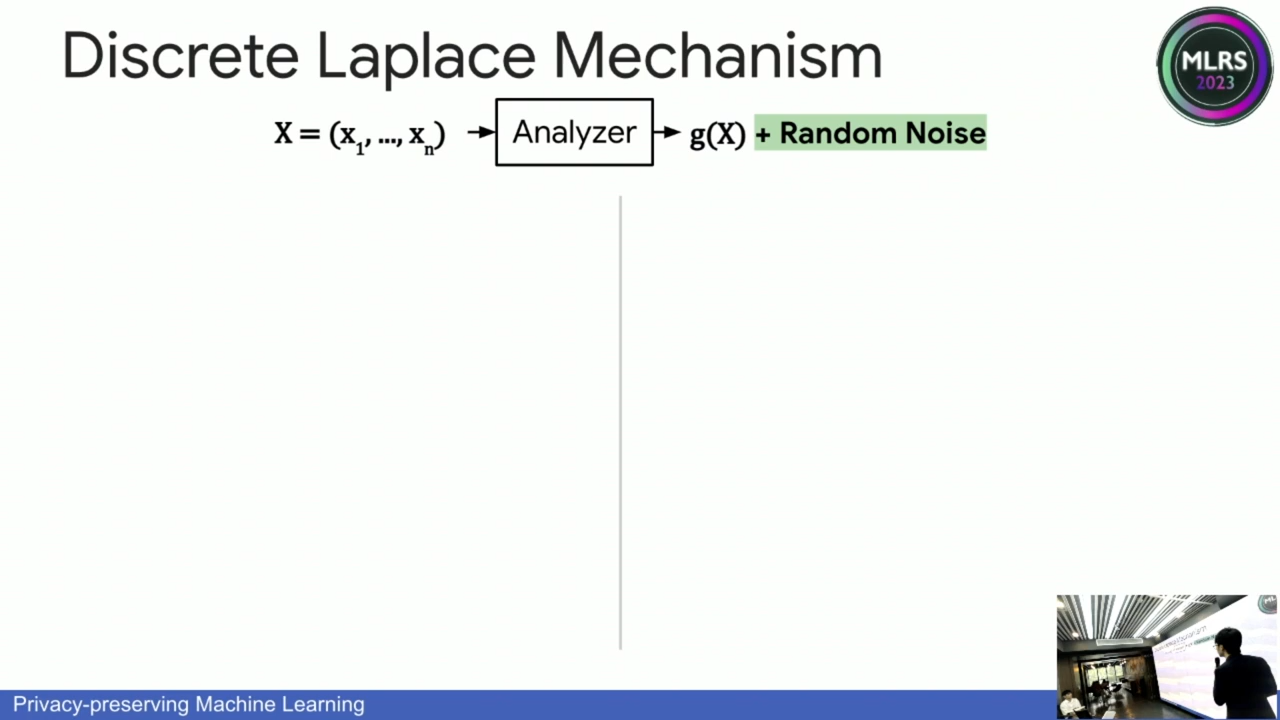 Discrete Laplace Mechanism
MLRS
2023
X = (x₁, ..., xₙ) Analyzer g(X) + Random Noise
Privacy-preserving Machine Learning